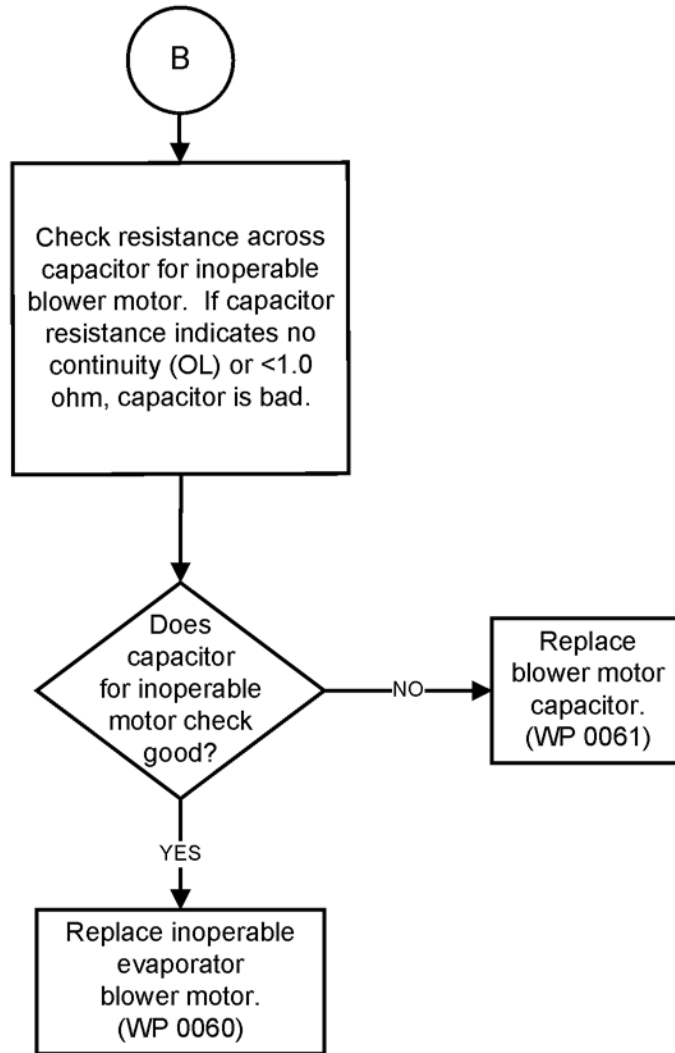 B
Check resistance across
capacitor for inoperable
blower motor.  If capacitor
resistance indicates no
continuity (OL) or <1.0
ohm, capacitor is bad.
Does
capacitor
for inoperable
motor check
good?
NO
Replace
blower motor
capacitor.
(WP 0061)
YES
Replace inoperable
evaporator
blower motor.
(WP 0060)